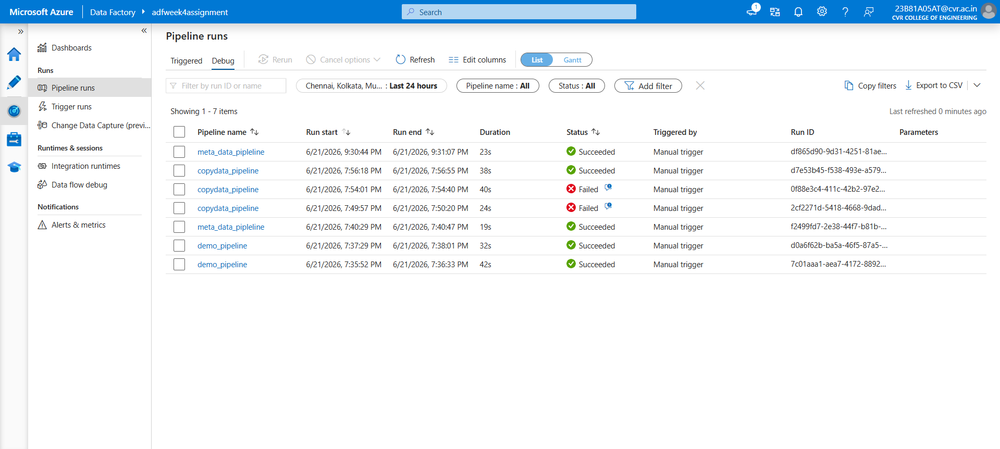 Microsoft Azure Data Factory adfweek4assignment Search 1 23B81A05AT@cvr.ac.in
CVR COLLEGE OF ENGINEERING
Dashboards
Runs
Pipeline runs
Trigger runs
Change Data Capture (previ...
Runtimes & sessions
Integration runtimes
Data flow debug
Notifications
Alerts & metrics
Pipeline runs
Triggered Debug Rerun Cancel options Refresh Edit columns List Gantt
Filter by run ID or name Chennai, Kolkata, Mu... : Last 24 hours Pipeline name : All Status : All Add filter Copy filters Export to CSV
Showing 1 - 7 items Last refreshed 0 minutes ago
Pipeline name Run start Run end Duration Status Triggered by Run ID Parameters
meta_data_pipleline 6/21/2026, 9:30:44 PM 6/21/2026, 9:31:07 PM 23s Succeeded Manual trigger df865d90-9d31-4251-81ae...
copydata_pipeline 6/21/2026, 7:56:18 PM 6/21/2026, 7:56:55 PM 38s Succeeded Manual trigger d7e53b45-f538-493e-a579...
copydata_pipeline 6/21/2026, 7:54:01 PM 6/21/2026, 7:54:40 PM 40s Failed Manual trigger 0f88e3c4-411c-42b2-97e2...
copydata_pipeline 6/21/2026, 7:49:57 PM 6/21/2026, 7:50:20 PM 24s Failed Manual trigger 2cf2271d-5418-4668-9dad...
meta_data_pipleline 6/21/2026, 7:40:29 PM 6/21/2026, 7:40:47 PM 19s Succeeded Manual trigger f2499fd7-2e38-44f7-b81b-...
demo_pipeline 6/21/2026, 7:37:29 PM 6/21/2026, 7:38:01 PM 32s Succeeded Manual trigger d0a6f62b-ba5a-46f5-87a5-...
demo_pipeline 6/21/2026, 7:35:52 PM 6/21/2026, 7:36:33 PM 42s Succeeded Manual trigger 7c01aaa1-aea7-4172-8892...